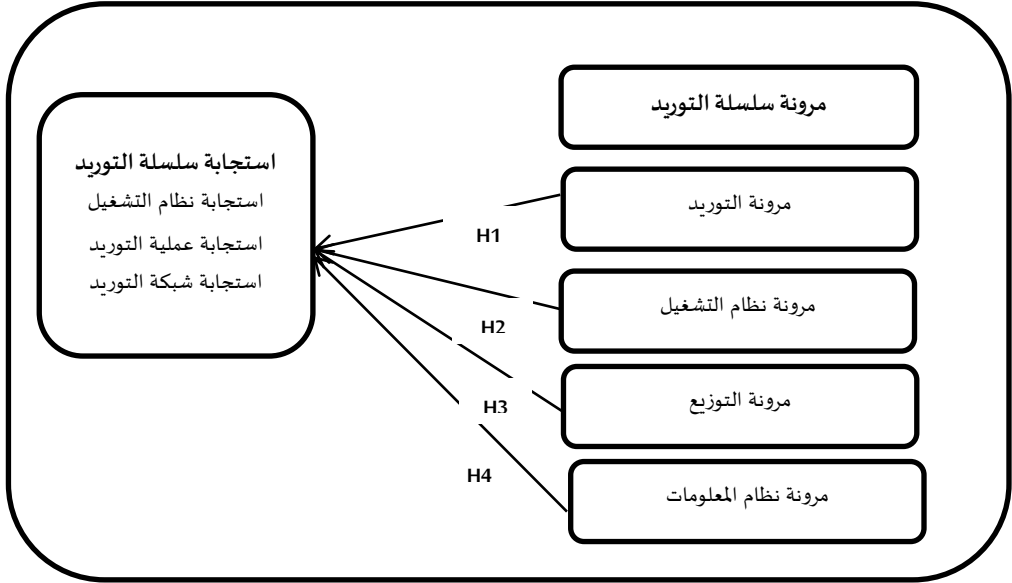 مرونة سلسلة التوريد
مرونة التوريد
مرونة نظام التشغيل
مرونة التوزيع
مرونة نظام المعلومات
H1
H2
H3
H4
استجابة سلسلة التوريد
استجابة نظام التشغيل
استجابة عملية التوريد
استجابة شبكة التوريد